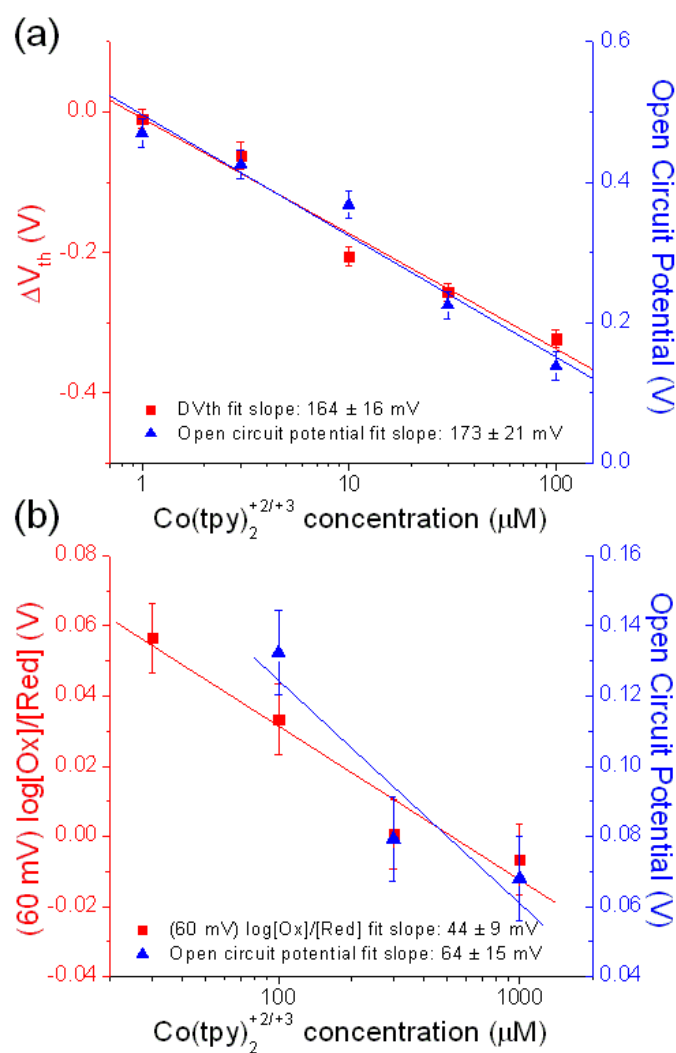 (a)
0.0
-0.2
-0.4
ΔVth (V)
0.6
0.4
0.2
0.0
Open Circuit Potential (V)
DVth fit slope: 164 ± 16 mV
Open circuit potential fit slope: 173 ± 21 mV
1 10 100
Co(tpy)2+2/+3 concentration (μM)
(b)
0.08
0.06
0.04
0.02
0.00
-0.02
-0.04
(60 mV) log[Ox]/[Red] (V)
0.16
0.14
0.12
0.10
0.08
0.06
0.04
Open Circuit Potential (V)
(60 mV) log[Ox]/[Red] fit slope: 44 ± 9 mV
Open circuit potential fit slope: 64 ± 15 mV
100 1000
Co(tpy)2+2/+3 concentration (μM)